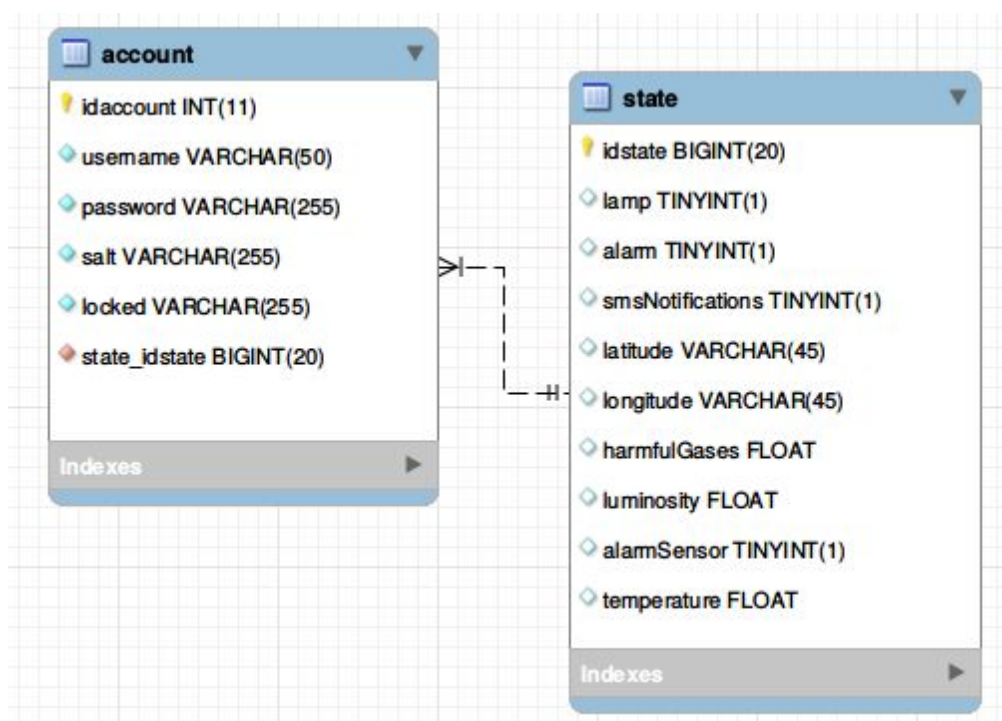 account
idaccount INT(11)
username VARCHAR(50)
password VARCHAR(255)
salt VARCHAR(255)
locked VARCHAR(255)
state_idstate BIGINT(20)
Indexes
state
idstate BIGINT(20)
lamp TINYINT(1)
alarm TINYINT(1)
smsNotifications TINYINT(1)
latitude VARCHAR(45)
longitude VARCHAR(45)
harmfulGases FLOAT
luminosity FLOAT
alarmSensor TINYINT(1)
temperature FLOAT
Indexes